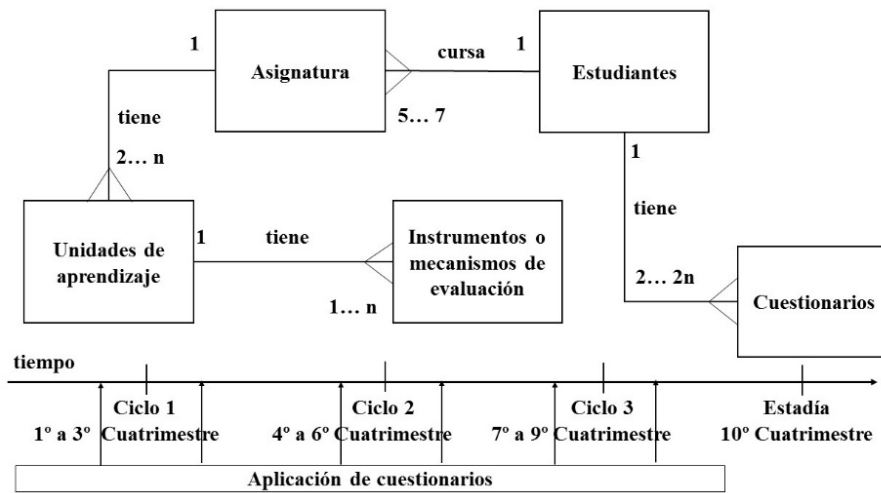 1
Asignatura
cursa
1
Estudiantes
5... 7
tiene
2... n
1
tiene
2... 2n
Unidades de
aprendizaje
1
tiene
1... n
Instrumentos o
mecanismos de
evaluación
Cuestionarios
tiempo
Ciclo 1
1º a 3º Cuatrimestre
Ciclo 2
4º a 6º Cuatrimestre
Ciclo 3
7º a 9º Cuatrimestre
Estadía
10º Cuatrimestre
Aplicación de cuestionarios